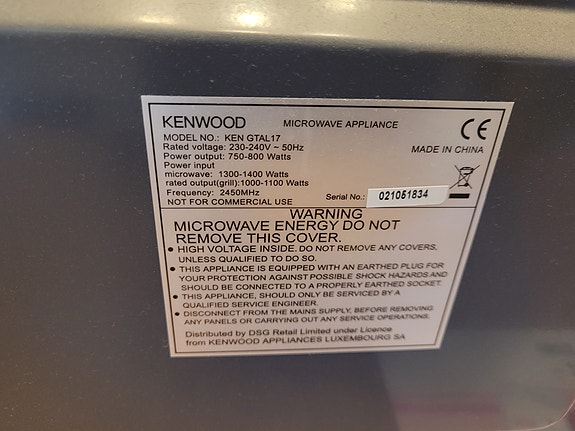 KENWOOD MICROWAVE APPLIANCE
CE
MODEL NO.: KEN GTAL17
Rated voltage: 230-240V ~ 50Hz
MADE IN CHINA
Power output: 750-800 Watts
Power input
microwave: 1300-1400 Watts
rated output(grill):1000-1100 Watts
Frequency: 2450MHz
Serial No.: 021051834
NOT FOR COMMERCIAL USE
WARNING
MICROWAVE ENERGY DO NOT
REMOVE THIS COVER.
• HIGH VOLTAGE INSIDE. DO NOT REMOVE ANY COVERS,
UNLESS QUALIFIED TO DO SO.
• THIS APPLIANCE IS EQUIPPED WITH AN EARTHED PLUG FOR
YOUR PROTECTION AGAINST POSSIBLE SHOCK HAZARDS AND
SHOULD BE CONNECTED TO A PROPERLY EARTHED SOCKET.
• THIS APPLIANCE, SHOULD ONLY BE SERVICED BY A
QUALIFIED SERVICE ENGINEER.
• DISCONNECT FROM THE MAINS SUPPLY, BEFORE REMOVING
ANY PANELS OR CARRYING OUT ANY SERVICE OPERATIONS.
Distributed by DSG Retail Limited under Licence
from KENWOOD APPLIANCES LUXEMBOURG SA